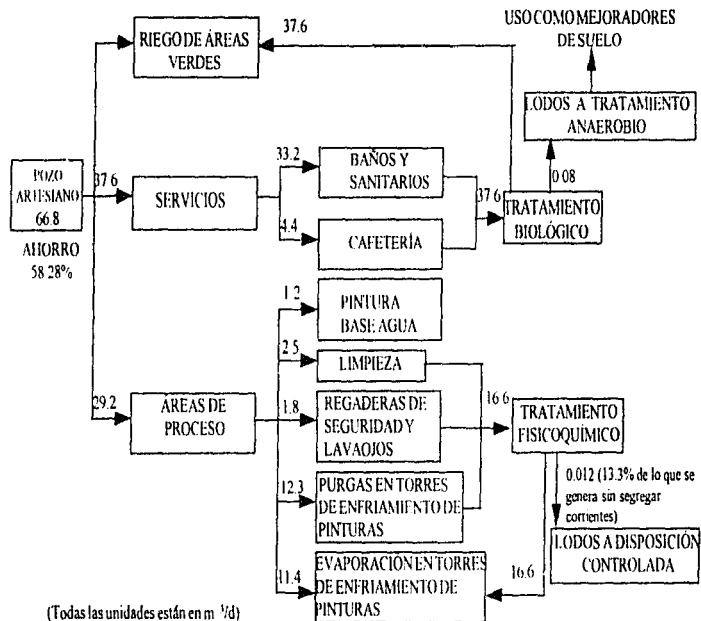 USO COMO MEJORADORES
DE SUELO
37.6
RIEGO DE ÁREAS
VERDES
LODOS A TRATAMIENTO
ANAEROBIO
33.2
BAÑOS Y
SANITARIOS
0.08
POZO
ARTESIANO
66.8
37.6
SERVICIOS
37.6
TRATAMIENTO
BIOLÓGICO
4.4
CAFETERÍA
AHORRO
58.28%
1.2
PINTURA
BASE AGUA
2.5
LIMPIEZA
29.2
ÁREAS DE
PROCESO
1.8
REGADERAS DE
SEGURIDAD Y
LAVAOJOS
16.6
TRATAMIENTO
FISICOQUÍMICO
0.012 (13.3% de lo que se
genera sin segregar
corrientes)
12.3
PURGAS EN TORRES
DE ENFRIAMIENTO DE
PINTURAS
LODOS A DISPOSICIÓN
CONTROLADA
11.4
EVAPORACIÓN EN TORRES
DE ENFRIAMIENTO DE
PINTURAS
16.6
(Todas las unidades están en m ³/d)